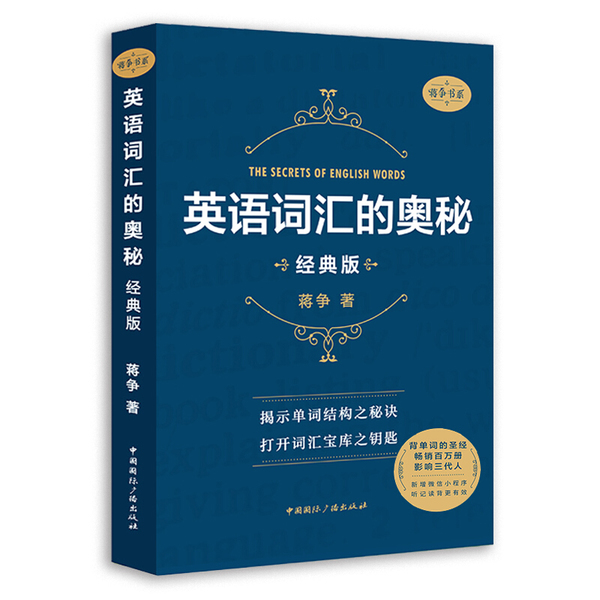 蒋争书系
英语词汇的奥秘
经典版
蒋争 著
中国国际广播出版社
蒋争书系
THE SECRETS OF ENGLISH WORDS
英语词汇的奥秘
经典版
蒋争 著
揭示单词结构之秘诀
打开词汇宝库之钥匙
背单词的圣经
畅销百万册
影响三代人
新增微信小程序
听记读背更有效
中国国际广播出版社